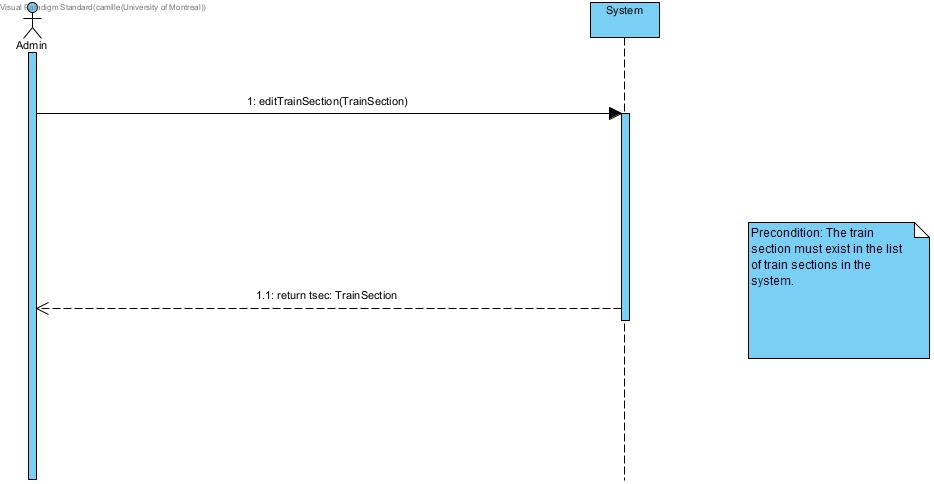 Visual Paradigm Standard(camille(University of Montreal))
System
Admin
1: editTrainSection(TrainSection)
Precondition: The train
section must exist in the list
of train sections in the
system.
1.1: return tsec: TrainSection